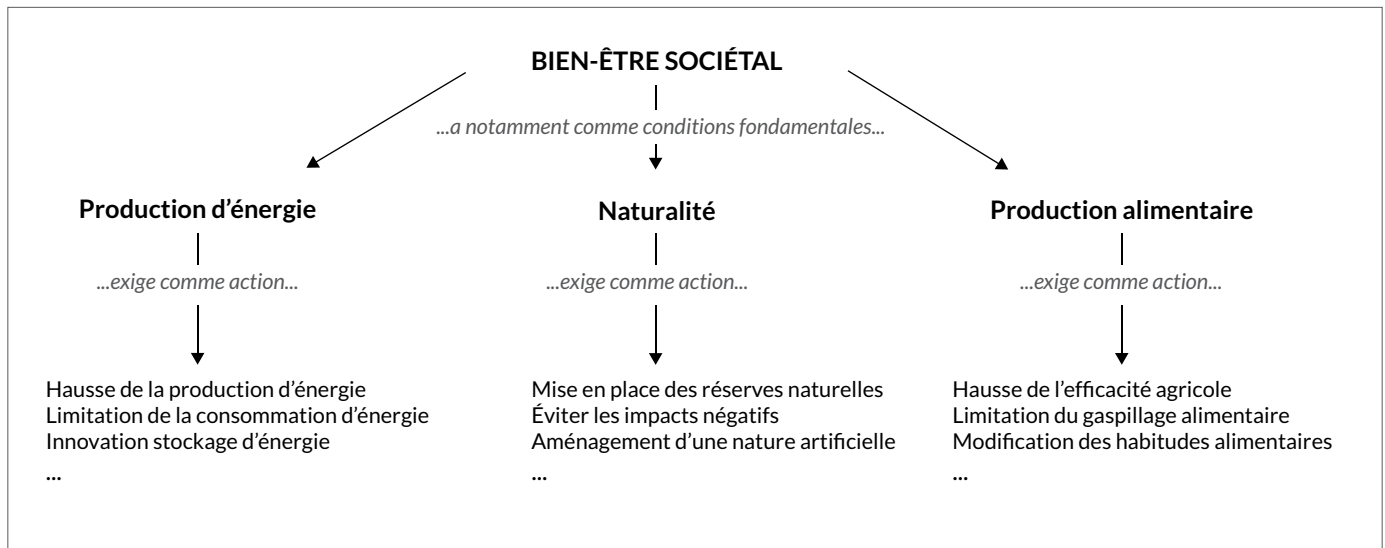 BIEN-ÊTRE SOCIÉTAL
...a notamment comme conditions fondamentales...
Production d’énergie
Naturalité
Production alimentaire
...exige comme action...
...exige comme action...
...exige comme action...
Hausse de la production d’énergie
Limitation de la consommation d’énergie
Innovation stockage d’énergie
...
Mise en place des réserves naturelles
Éviter les impacts négatifs
Aménagement d’une nature artificielle
...
Hausse de l’efficacité agricole
Limitation du gaspillage alimentaire
Modification des habitudes alimentaires
...